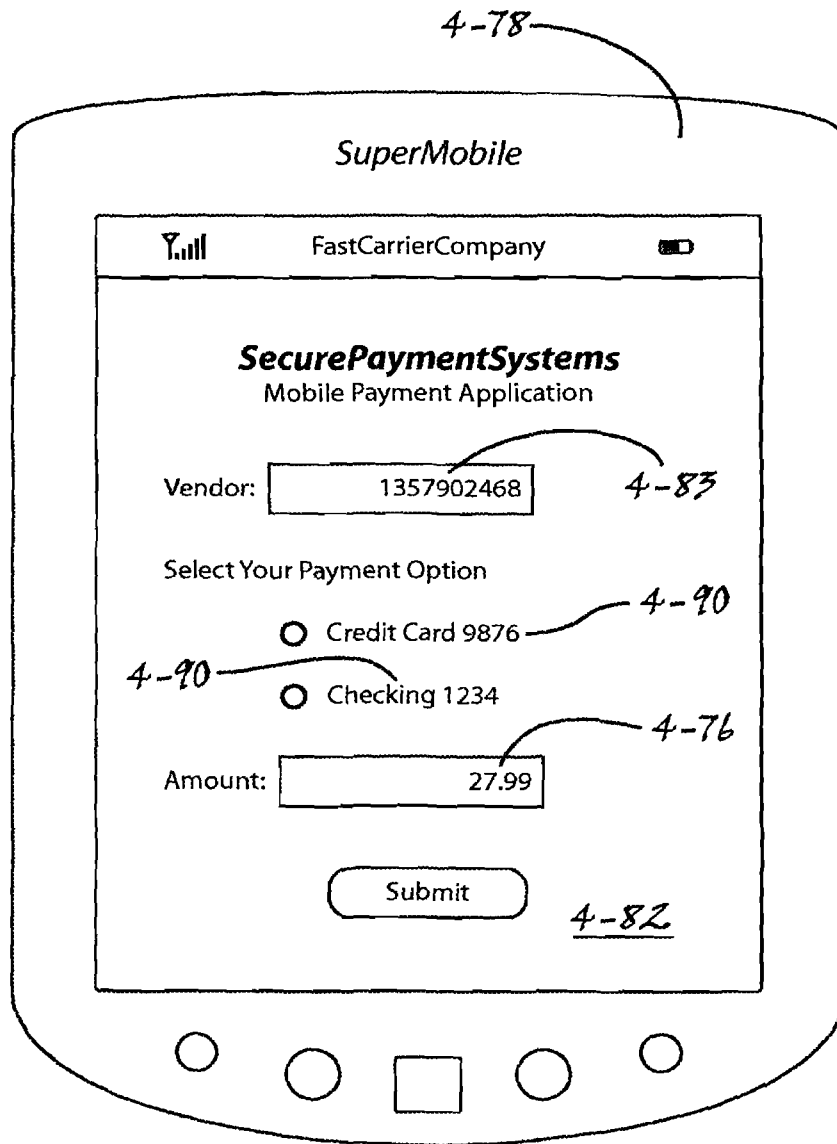 4-78
SuperMobile
FastCarrierCompany
SecurePaymentSystems
Mobile Payment Application
Vendor: 1357902468
4-83
Select Your Payment Option
Credit Card 9876
4-90
4-90
Checking 1234
4-76
Amount: 27.99
Submit
4-82